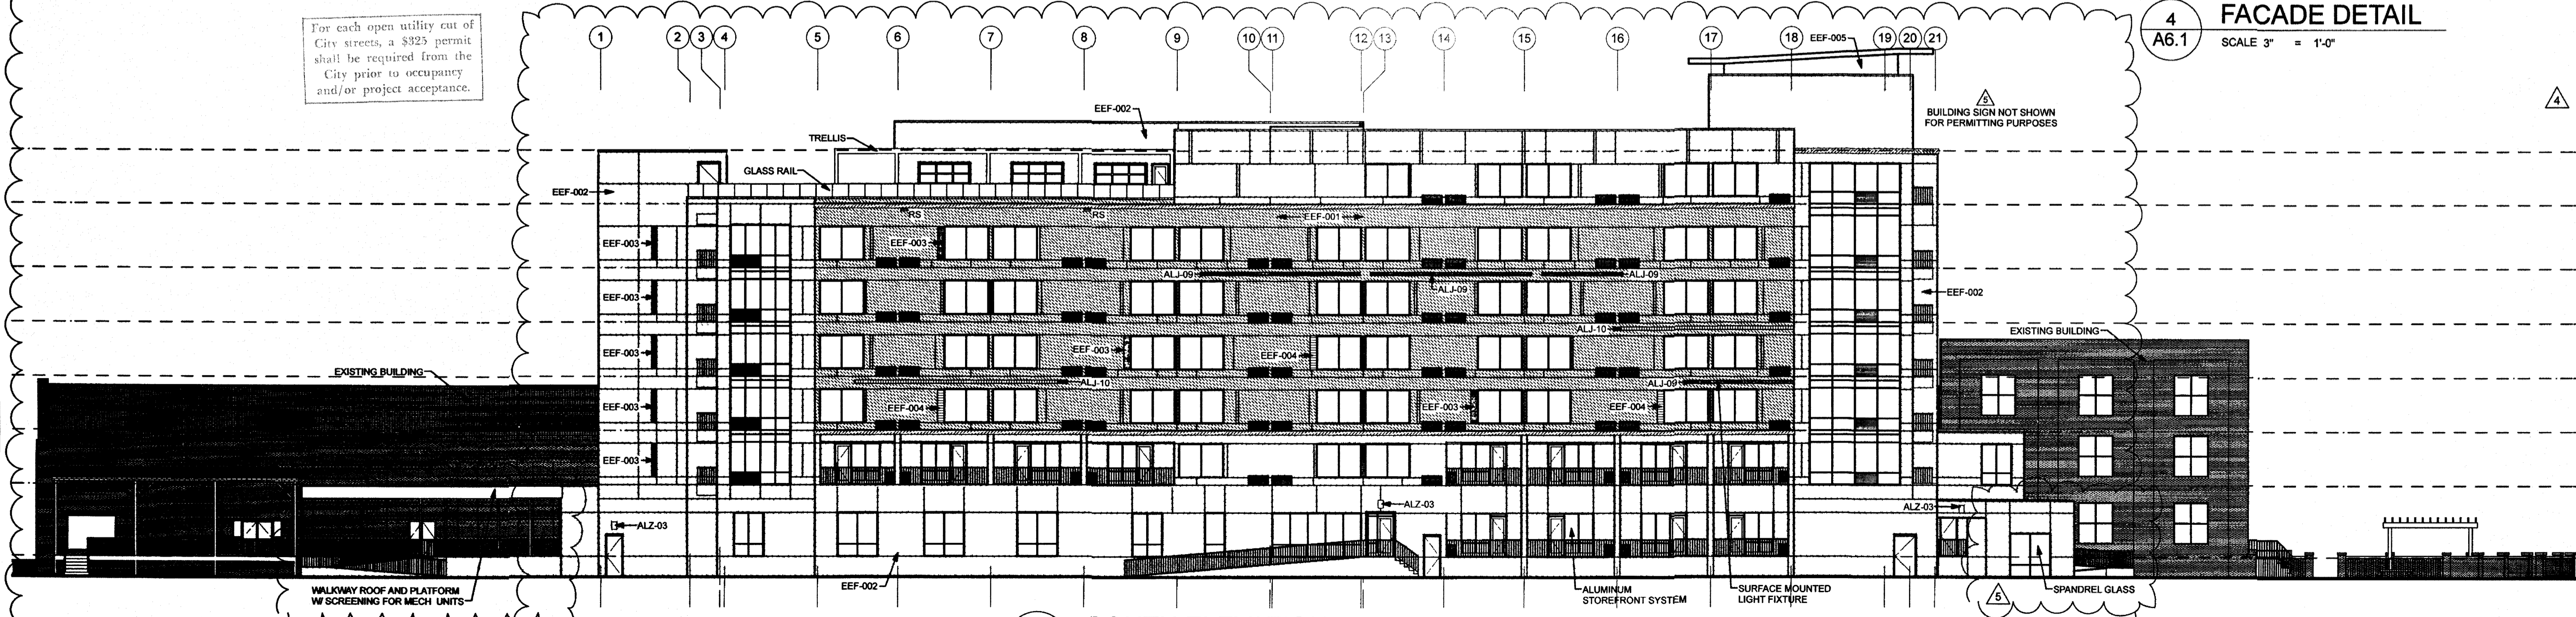 For each open utility cut of
City streets, a $325 permit
shall be required from the
City prior to occupancy
and/or project acceptance.
1 2 3 4 5 6 7 8 9 10 11 12 13 14 15 16 17 18 19 20 21
4
A6.1
FACADE DETAIL
SCALE 3" = 1'-0"
EEF-005
4
5
BUILDING SIGN NOT SHOWN
FOR PERMITTING PURPOSES
EEF-002
TRELLIS
GLASS RAIL
EEF-002
RS
RS
EEF-001
EEF-003
EEF-003
ALJ-09
ALJ-09
ALJ-09
EEF-003
EEF-002
ALJ-10
EXISTING BUILDING
EEF-003
EEF-003
EEF-004
EXISTING BUILDING
ALJ-10
ALJ-09
EEF-003
EEF-004
EEF-003
EEF-004
EEF-003
ALZ-03
ALZ-03
ALZ-03
WALKWAY ROOF AND PLATFORM
W/ SCREENING FOR MECH UNITS
EEF-002
ALUMINUM
STOREFRONT SYSTEM
SURFACE MOUNTED
LIGHT FIXTURE
5
SPANDREL GLASS